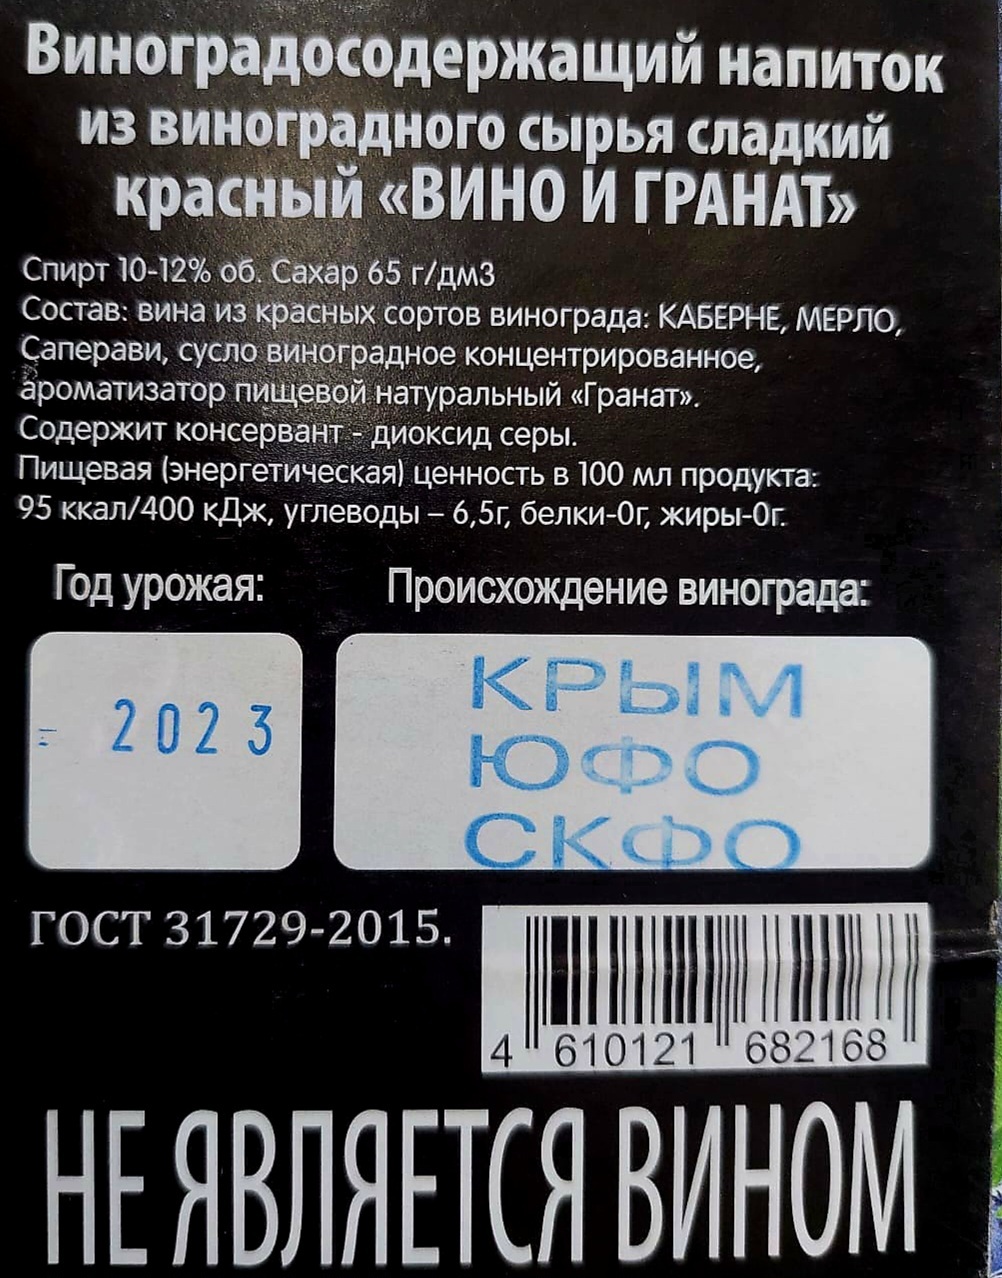 Виноградосодержащий напиток
из виноградного сырья сладкий
красный «ВИНО И ГРАНАТ»
Спирт 10-12% об. Сахар 65 г/дм3
Состав: вина из красных сортов винограда: КАБЕРНЕ, МЕРЛО,
Саперави, сусло виноградное концентрированное,
ароматизатор пищевой натуральный «Гранат».
Содержит консервант - диоксид серы.
Пищевая (энергетическая) ценность в 100 мл продукта:
95 ккал/400 кДж, углеводы – 6,5г, белки-0г, жиры-0г.
Год урожая:
Происхождение винограда:
2023
КРЫМ
ЮФО
СКФО
ГОСТ 31729-2015.
4 610121 682168
НЕ ЯВЛЯЕТСЯ ВИНОМ